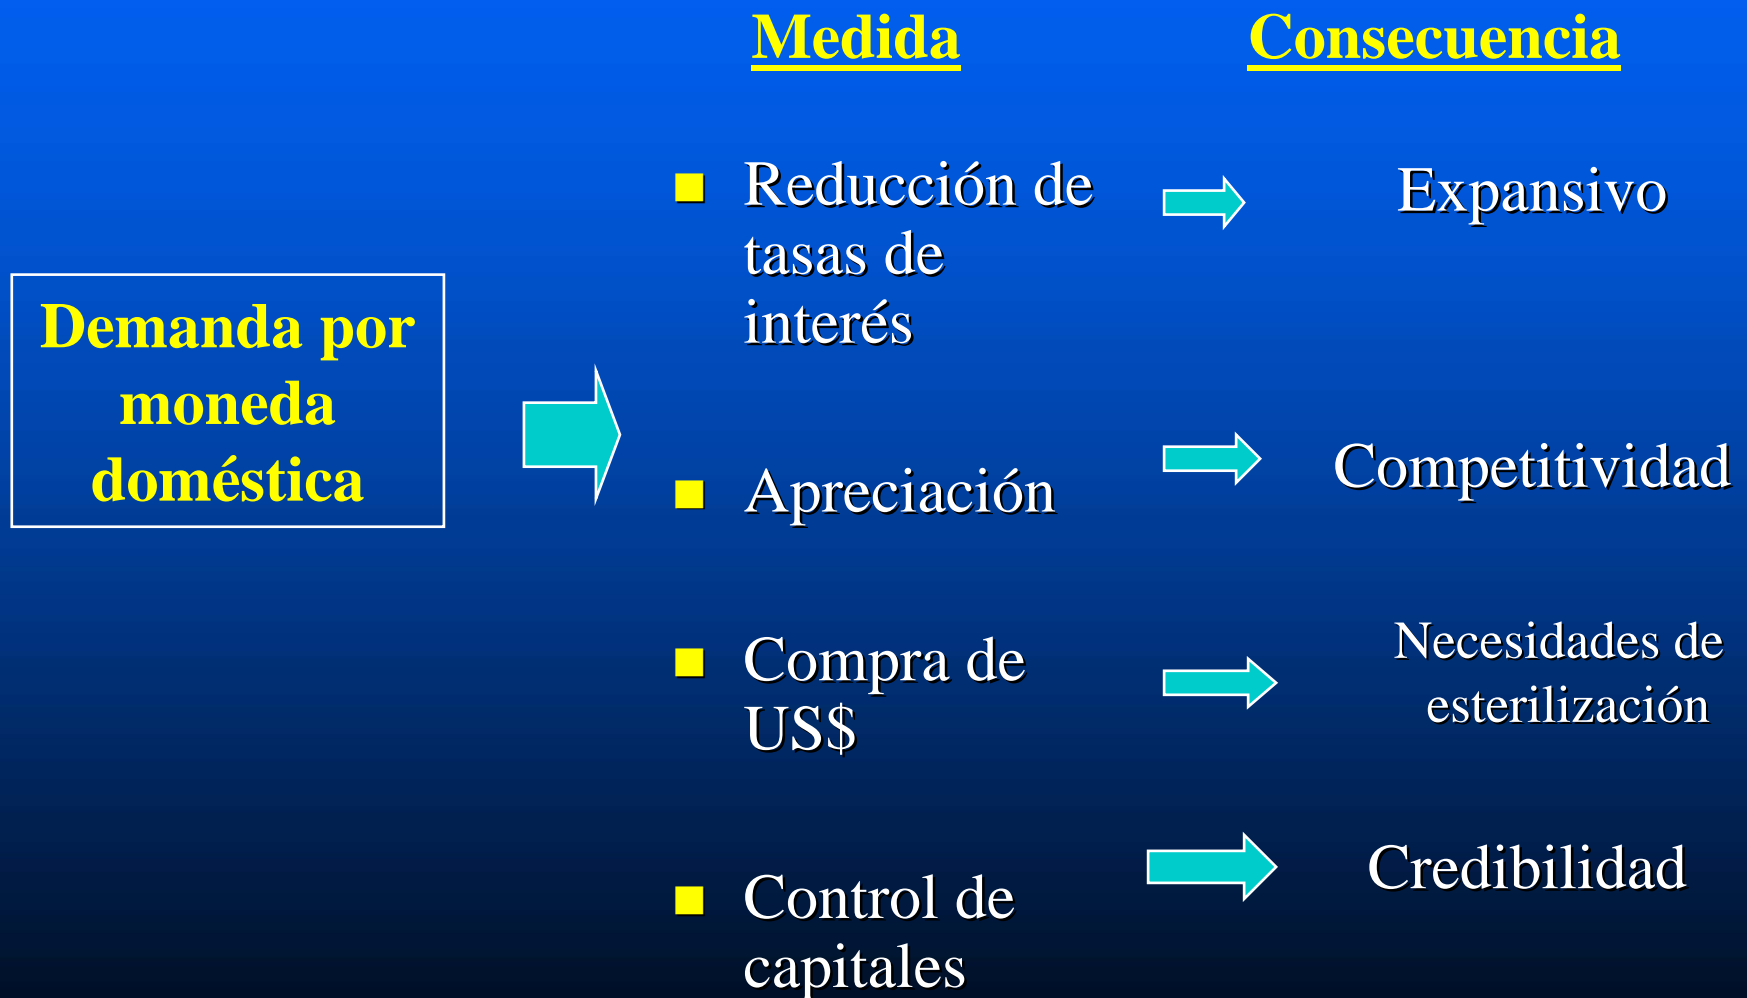 Medida
Consecuencia
Demanda por
moneda
doméstica
Reducción de
tasas de
interés
Expansivo
Apreciación
Competitividad
Compra de
US$
Necesidades de
esterilización
Control de
capitales
Credibilidad